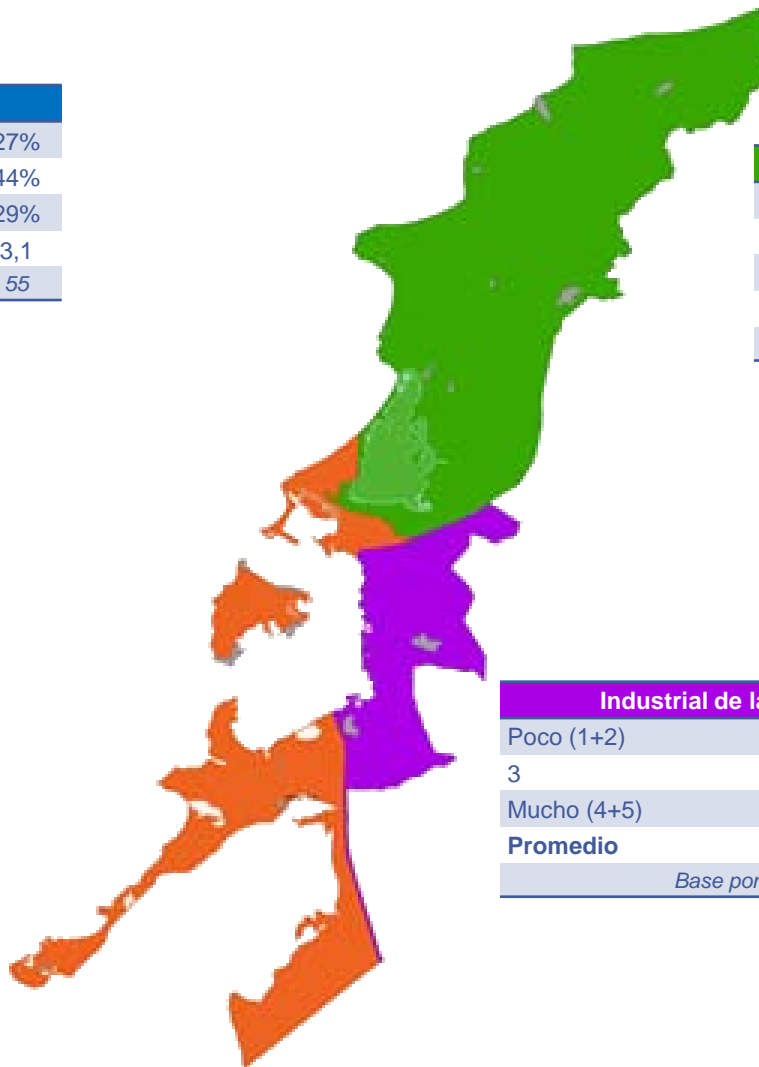 27%
44%
29%
3,1
55
Industrial de la
Poco (1+2)
3
Mucho (4+5)
Promedio
Base por